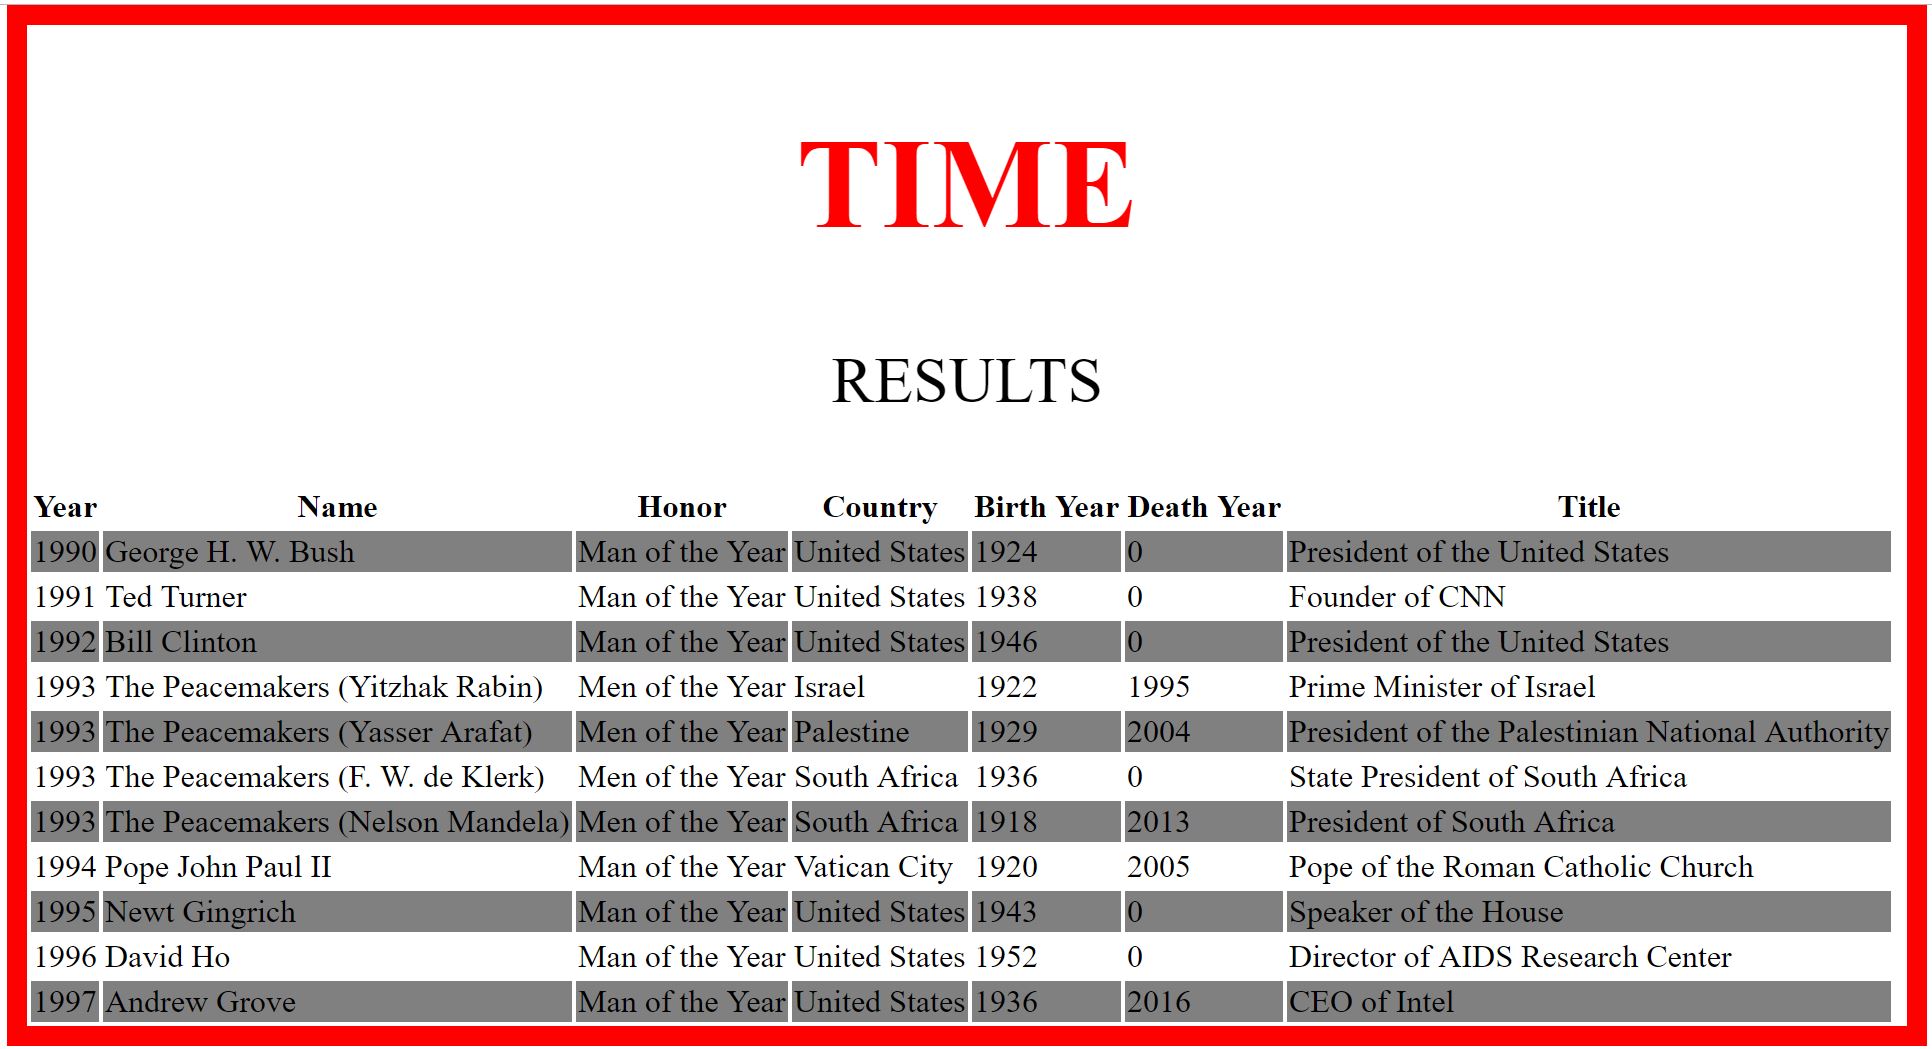 TIME
RESULTS
Year Name Honor Country Birth Year Death Year Title
1990 George H. W. Bush Man of the Year United States 1924 0 President of the United States
1991 Ted Turner Man of the Year United States 1938 0 Founder of CNN
1992 Bill Clinton Man of the Year United States 1946 0 President of the United States
1993 The Peacemakers (Yitzhak Rabin) Men of the Year Israel 1922 1995 Prime Minister of Israel
1993 The Peacemakers (Yasser Arafat) Men of the Year Palestine 1929 2004 President of the Palestinian National Authority
1993 The Peacemakers (F. W. de Klerk) Men of the Year South Africa 1936 0 State President of South Africa
1993 The Peacemakers (Nelson Mandela) Men of the Year South Africa 1918 2013 President of South Africa
1994 Pope John Paul II Man of the Year Vatican City 1920 2005 Pope of the Roman Catholic Church
1995 Newt Gingrich Man of the Year United States 1943 0 Speaker of the House
1996 David Ho Man of the Year United States 1952 0 Director of AIDS Research Center
1997 Andrew Grove Man of the Year United States 1936 2016 CEO of Intel